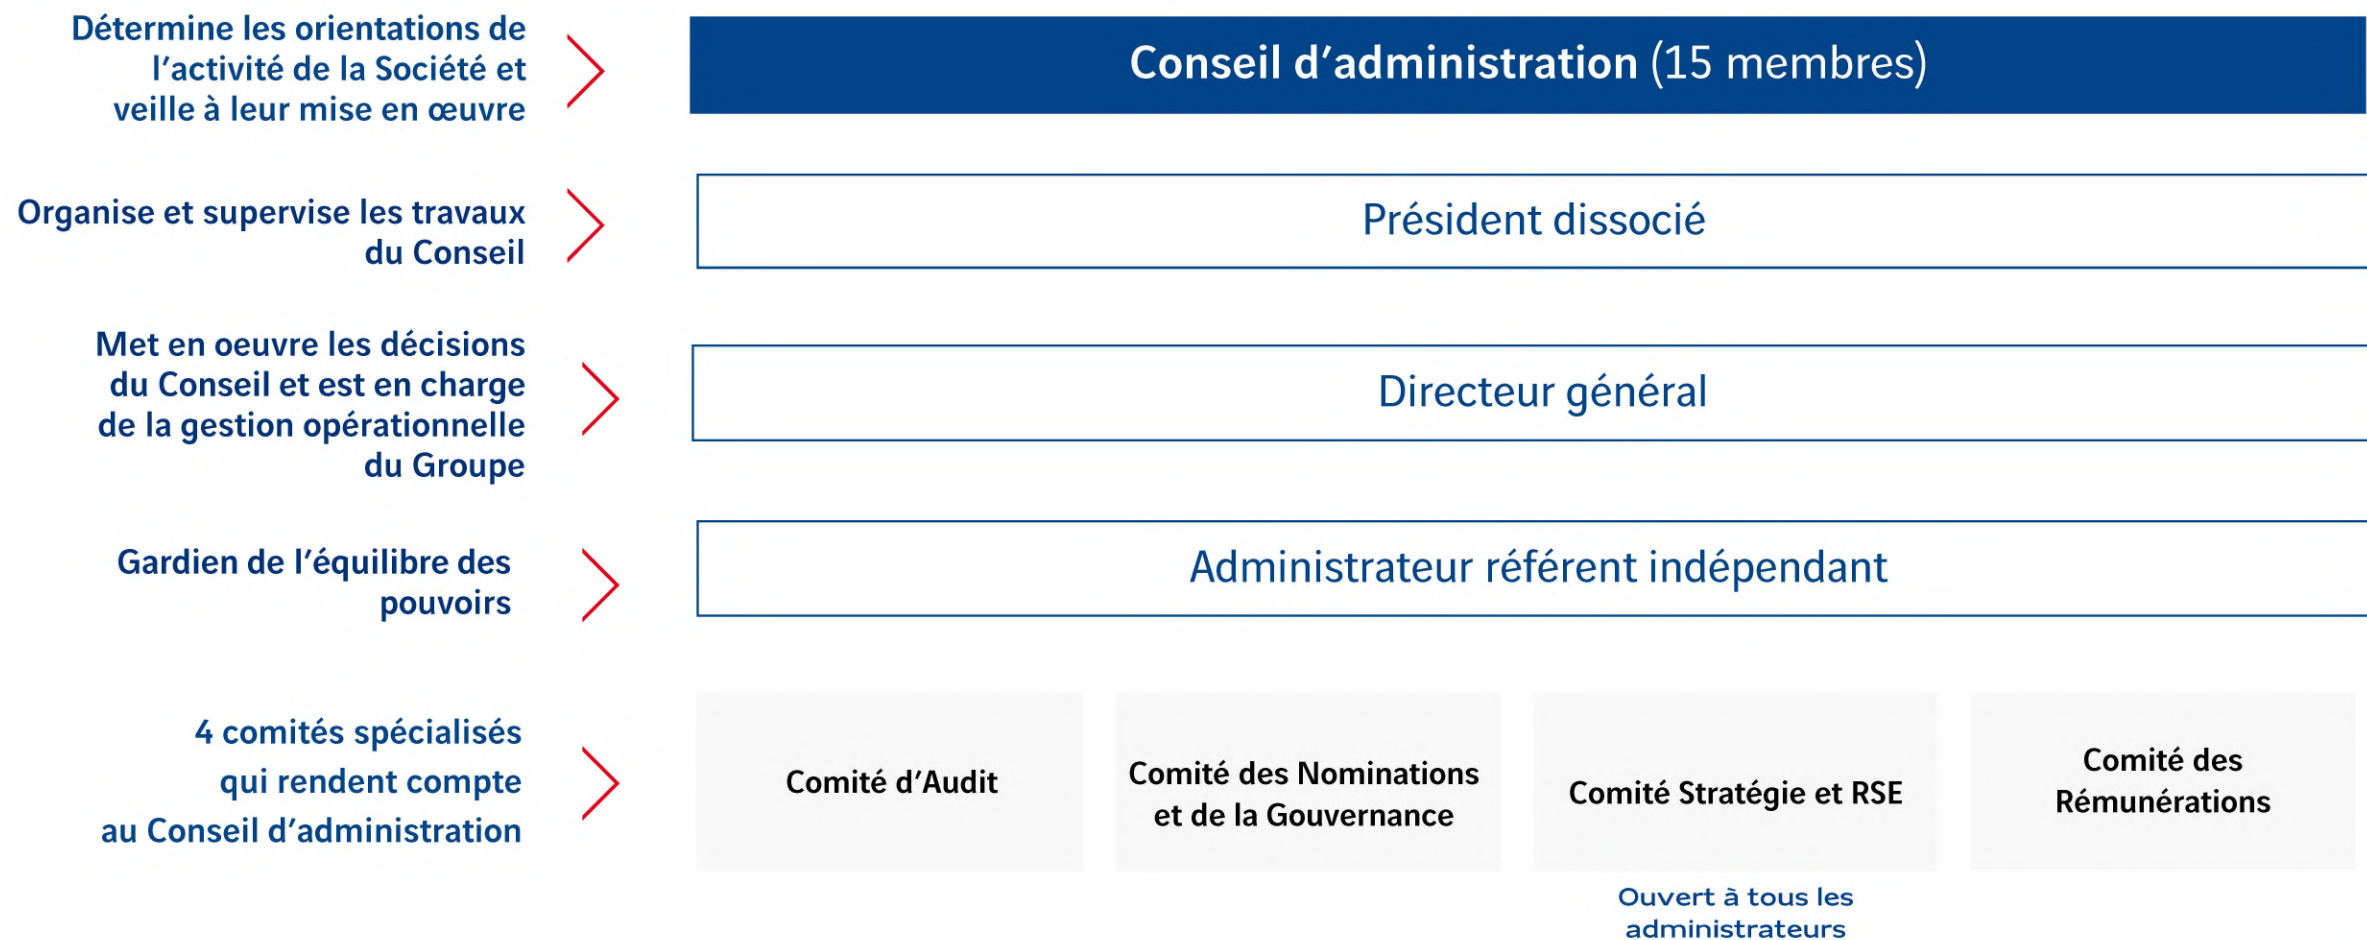 Détermine les orientations de
l'activité de la Société et
veille à leur mise en œuvre
Conseil d'administration (15 membres)
Organise et supervise les travaux
du Conseil
Président dissocié
Met en oeuvre les décisions
du Conseil et est en charge
de la gestion opérationnelle
du Groupe
Directeur général
Gardien de l'équilibre des
pouvoirs
Administrateur référent indépendant
4 comités spécialisés
qui rendent compte
au Conseil d'administration
Comité d'Audit
Comité des Nominations
et de la Gouvernance
Comité Stratégie et RSE
Ouvert à tous les
administrateurs
Comité des
Rémunérations